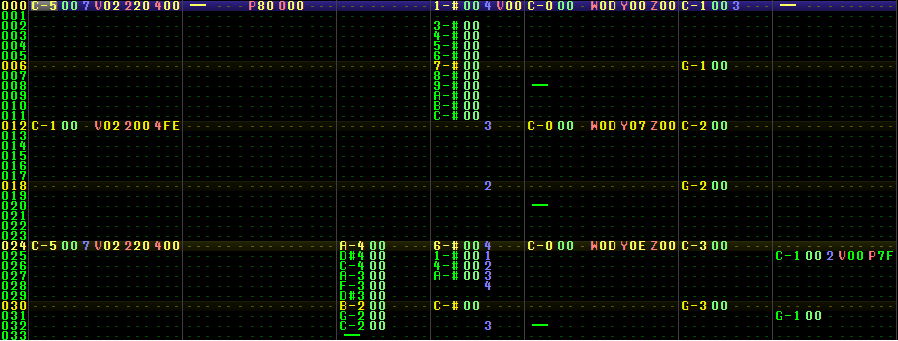 000 C-5 00 7 V02 220 400 P80 000 1-# 00 4 V00 C-0 00 W0D Y00 Z00 C-1 00 3
001
002 3-# 00
003 4-# 00
004 5-# 00
005 6-# 00
006 7-# 00 G-1 00
007 8-# 00
008 9-# 00
009 A-# 00
010 B-# 00
011 C-# 00
012 C-1 00 V02 200 4FE 3 C-0 00 W0D Y07 Z00 C-2 00
013
014
015
016
017
018 2 G-2 00
019
020
021
022
023
024 C-5 00 7 V02 220 400 A-4 00 6-# 00 4 C-0 00 W0D Y0E Z00 C-3 00
025 D#4 00 1-# 00 1 C-1 00 2 V00 P7F
026 C-4 00 4-# 00 2
027 A-3 00 A-# 00 3
028 F-3 00 4
029 D#3 00
030 B-2 00 C-# 00 G-3 00
031 G-2 00 G-1 00
032 C-2 00 3
033